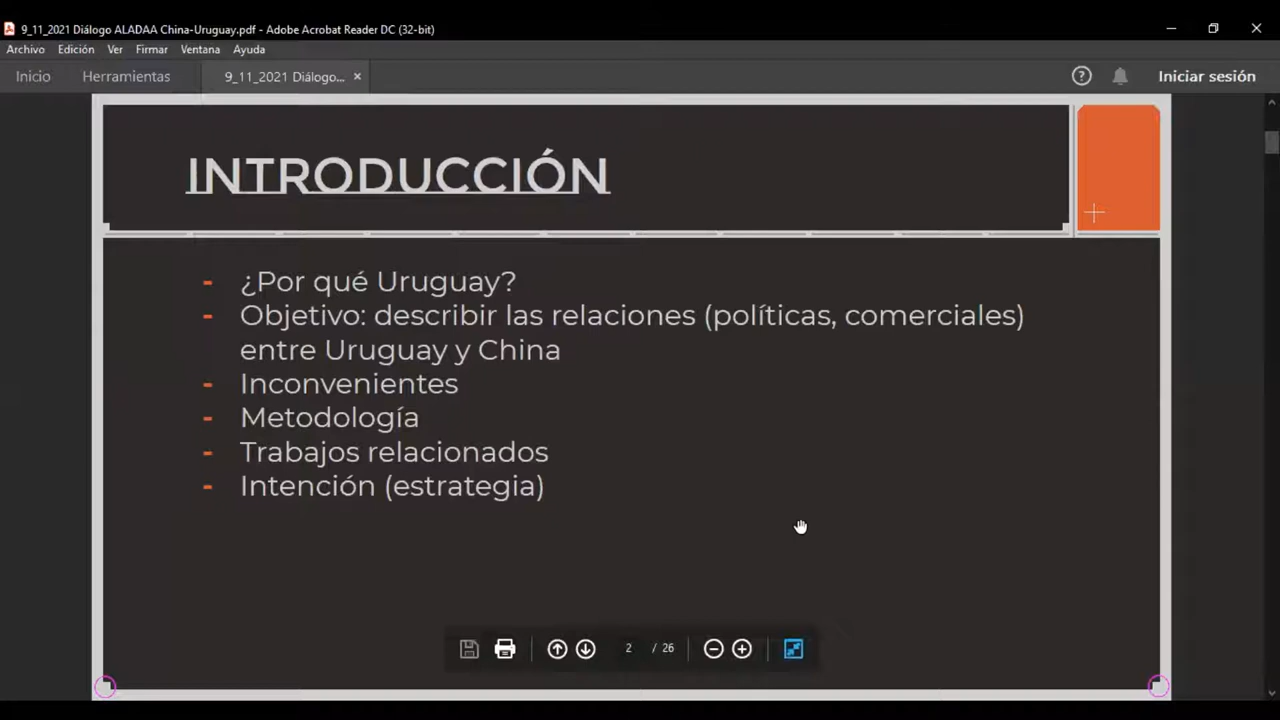 9_11_2021 Diálogo ALADAA China-Uruguay.pdf - Adobe Acrobat Reader DC (32-bit)
Archivo Edición Ver Firmar Ventana Ayuda
Inicio Herramientas 9_11_2021 Diálogo... × Iniciar sesión
INTRODUCCIÓN
- ¿Por qué Uruguay?
- Objetivo: describir las relaciones (políticas, comerciales)
entre Uruguay y China
- Inconvenientes
- Metodología
- Trabajos relacionados
- Intención (estrategia)
2 / 26